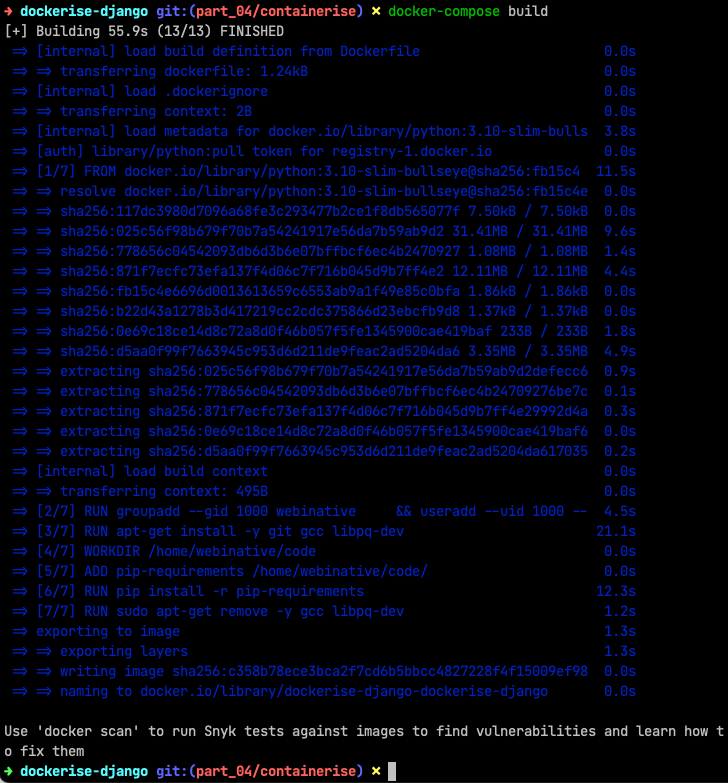 ➜ dockerise-django git:(part_04/containerise) ✗ docker-compose build
[+] Building 55.9s (13/13) FINISHED
=> [internal] load build definition from Dockerfile 0.0s
=> => transferring dockerfile: 1.24kB 0.0s
=> [internal] load .dockerignore 0.0s
=> => transferring context: 2B 0.0s
=> [internal] load metadata for docker.io/library/python:3.10-slim-bulls 3.8s
=> [auth] library/python:pull token for registry-1.docker.io 0.0s
=> [1/7] FROM docker.io/library/python:3.10-slim-bullseye@sha256:fb15c4 11.5s
=> => resolve docker.io/library/python:3.10-slim-bullseye@sha256:fb15c4e 0.0s
=> => sha256:117dc3980d7096a68fe3c293477b2ce1f8db565077f 7.50kB / 7.50kB 0.0s
=> => sha256:025c56f98b679f70b7a54241917e56da7b59ab9d2 31.41MB / 31.41MB 9.6s
=> => sha256:778656c04542093db6d3b6e07bffbcf6ec4b2470927 1.08MB / 1.08MB 1.4s
=> => sha256:871f7ecfc73efa137f4d06c7f716b045d9b7ff4e2 12.11MB / 12.11MB 4.4s
=> => sha256:fb15c4e6696d0013613659c6553ab9a1f49e85c0bfa 1.86kB / 1.86kB 0.0s
=> => sha256:b22d43a1278b3d417219cc2cdc375866d23ebcfb9d8 1.37kB / 1.37kB 0.0s
=> => sha256:0e69c18ce14d8c72a8d0f46b057f5fe1345900cae419baf 233B / 233B 1.8s
=> => sha256:d5aa0f99f7663945c953d6d211de9feac2ad5204da6 3.35MB / 3.35MB 4.9s
=> => extracting sha256:025c56f98b679f70b7a54241917e56da7b59ab9d2defecc6 0.9s
=> => extracting sha256:778656c04542093db6d3b6e07bffbcf6ec4b24709276be7c 0.1s
=> => extracting sha256:871f7ecfc73efa137f4d06c7f716b045d9b7ff4e29992d4a 0.3s
=> => extracting sha256:0e69c18ce14d8c72a8d0f46b057f5fe1345900cae419baf6 0.0s
=> => extracting sha256:d5aa0f99f7663945c953d6d211de9feac2ad5204da617035 0.2s
=> [internal] load build context 0.0s
=> => transferring context: 495B 0.0s
=> [2/7] RUN groupadd --gid 1000 webinative     && useradd --uid 1000 -- 4.5s
=> [3/7] RUN apt-get install -y git gcc libpq-dev 21.1s
=> [4/7] WORKDIR /home/webinative/code 0.0s
=> [5/7] ADD pip-requirements /home/webinative/code/ 0.0s
=> [6/7] RUN pip install -r pip-requirements 12.3s
=> [7/7] RUN sudo apt-get remove -y gcc libpq-dev 1.2s
=> exporting to image 1.3s
=> => exporting layers 1.3s
=> => writing image sha256:c358b78ece3bca2f7cd6b5bbcc4827228f4f15009ef98 0.0s
=> => naming to docker.io/library/dockerise-django-dockerise-django 0.0s
Use 'docker scan' to run Snyk tests against images to find vulnerabilities and learn how t
o fix them
➜ dockerise-django git:(part_04/containerise) ✗